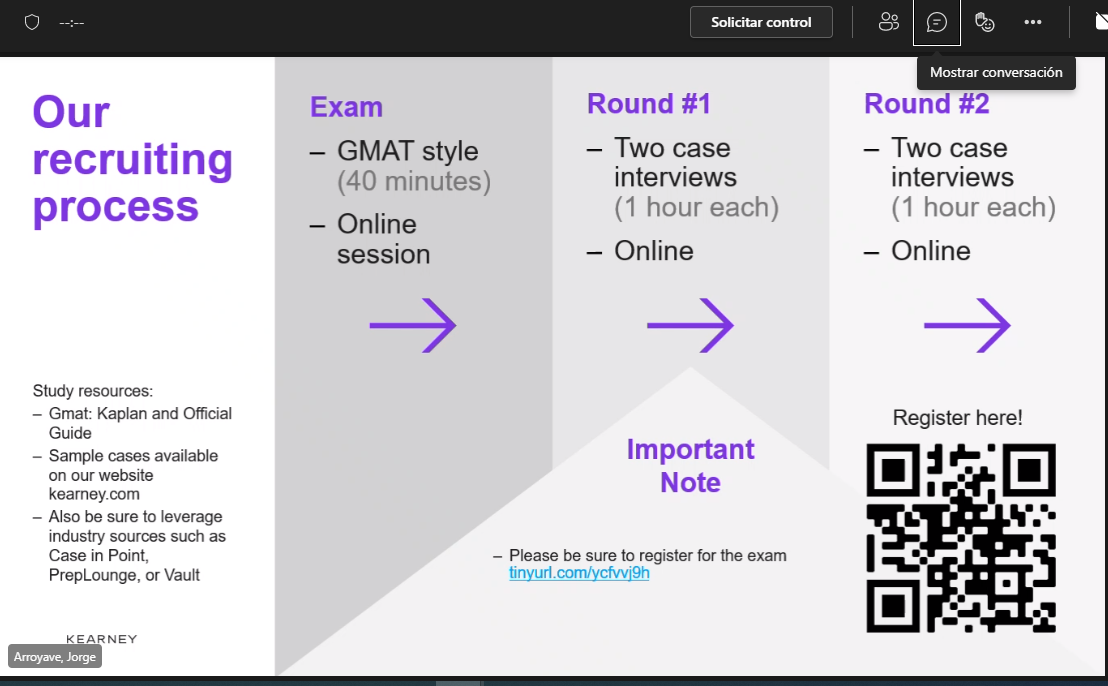 --:--
Solicitar control
Mostrar conversación
Our
recruiting
process
Study resources:
– Gmat: Kaplan and Official
Guide
– Sample cases available
on our website
kearney.com
– Also be sure to leverage
industry sources such as
Case in Point,
PrepLounge, or Vault
KEARNEY
Arroyave, Jorge
Exam
– GMAT style
(40 minutes)
– Online
session
Round #1
– Two case
interviews
(1 hour each)
– Online
Round #2
– Two case
interviews
(1 hour each)
– Online
Important
Note
– Please be sure to register for the exam
tinyurl.com/ycfvvj9h
Register here!